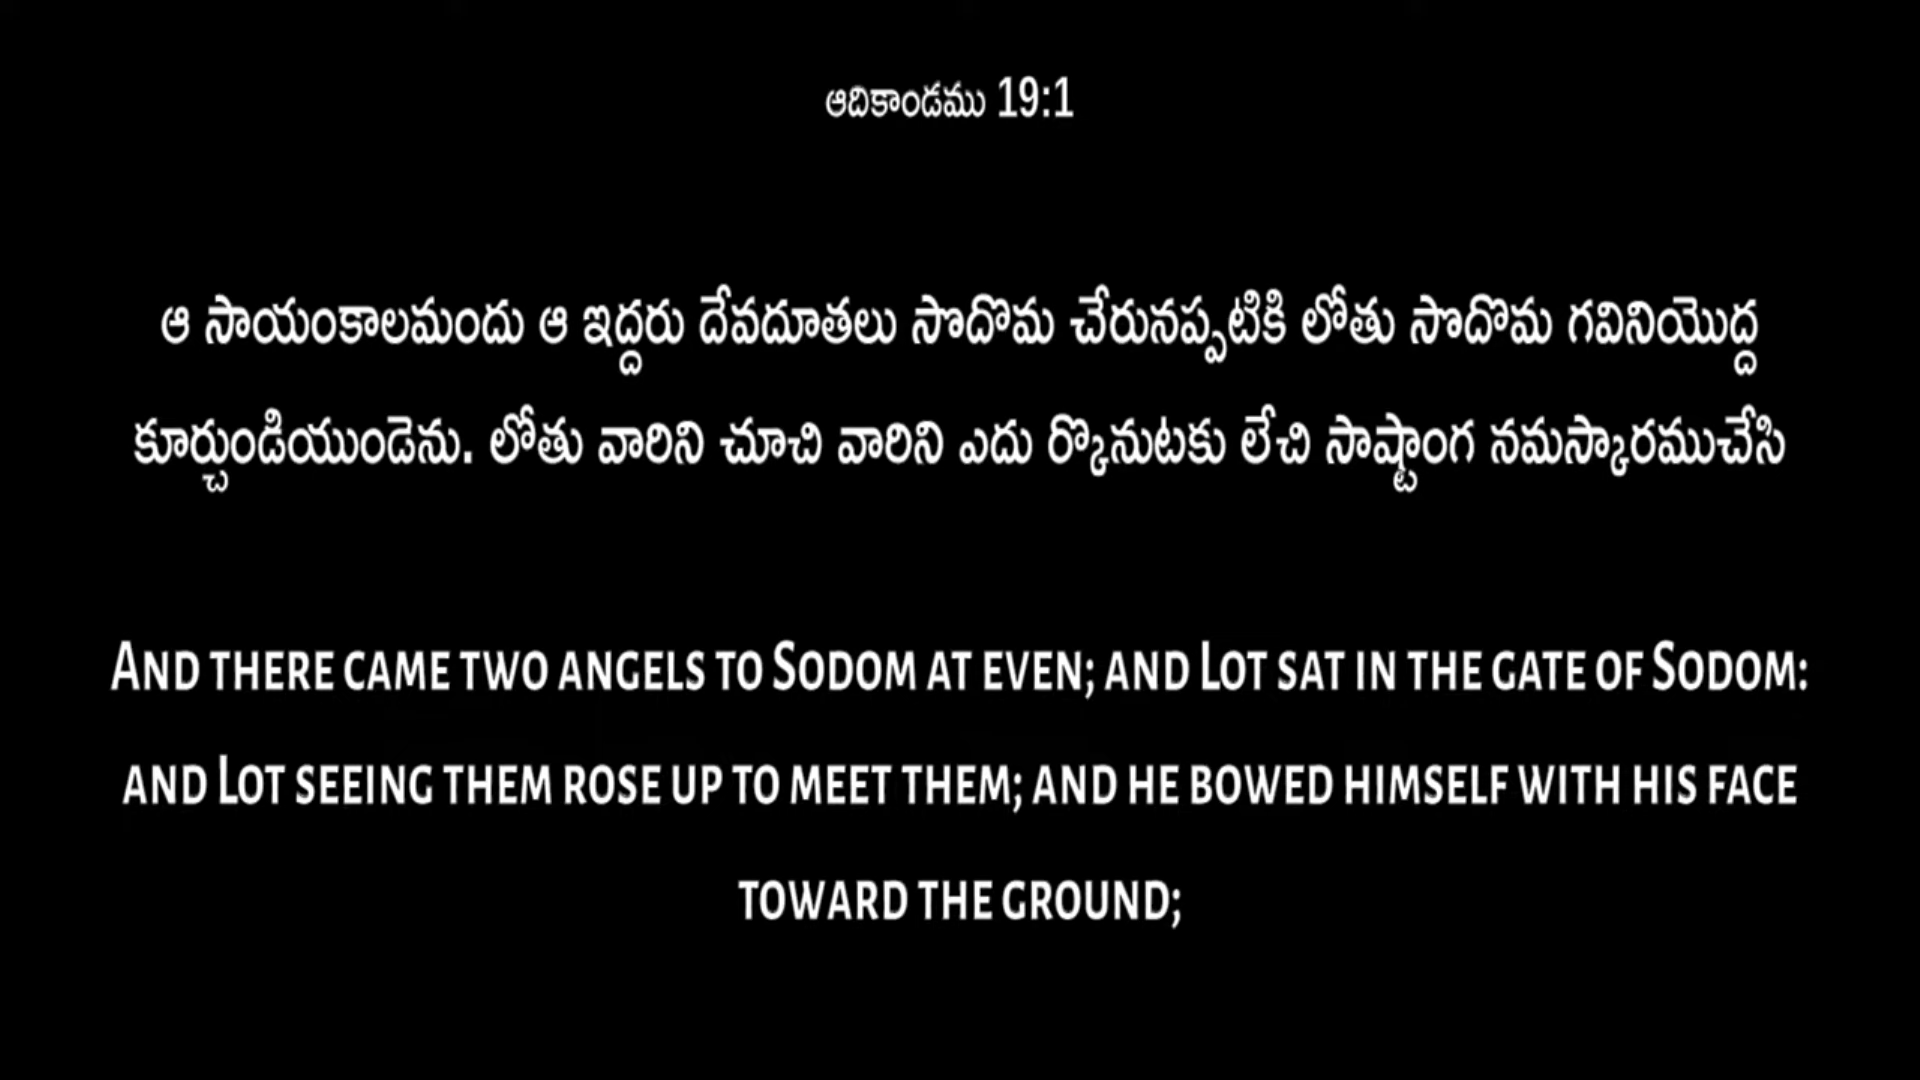 ఆదికాండము 19:1
ఆ సాయంకాలమందు ఆ ఇద్దరు దేవదూతలు సొదొమ చేరునప్పటికి లోతు సొదొమ గవినియొద్ద
కూర్చుండియుండెను. లోతు వారిని చూచి వారిని ఎదు ర్కొనుటకు లేచి సాష్టాంగ నమస్కారముచేసి
And there came two angels to Sodom at even; and Lot sat in the gate of Sodom:
and Lot seeing them rose up to meet them; and he bowed himself with his face
toward the ground;